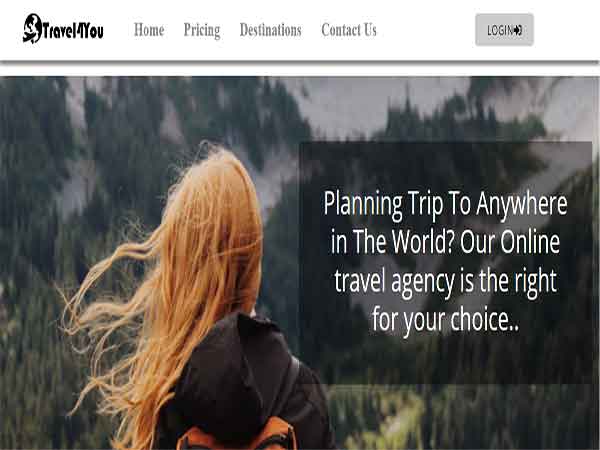 Travel4You
Home Pricing Destinations Contact Us
LOGIN
Planning Trip To Anywhere
in The World? Our Online
travel agency is the right
for your choice..